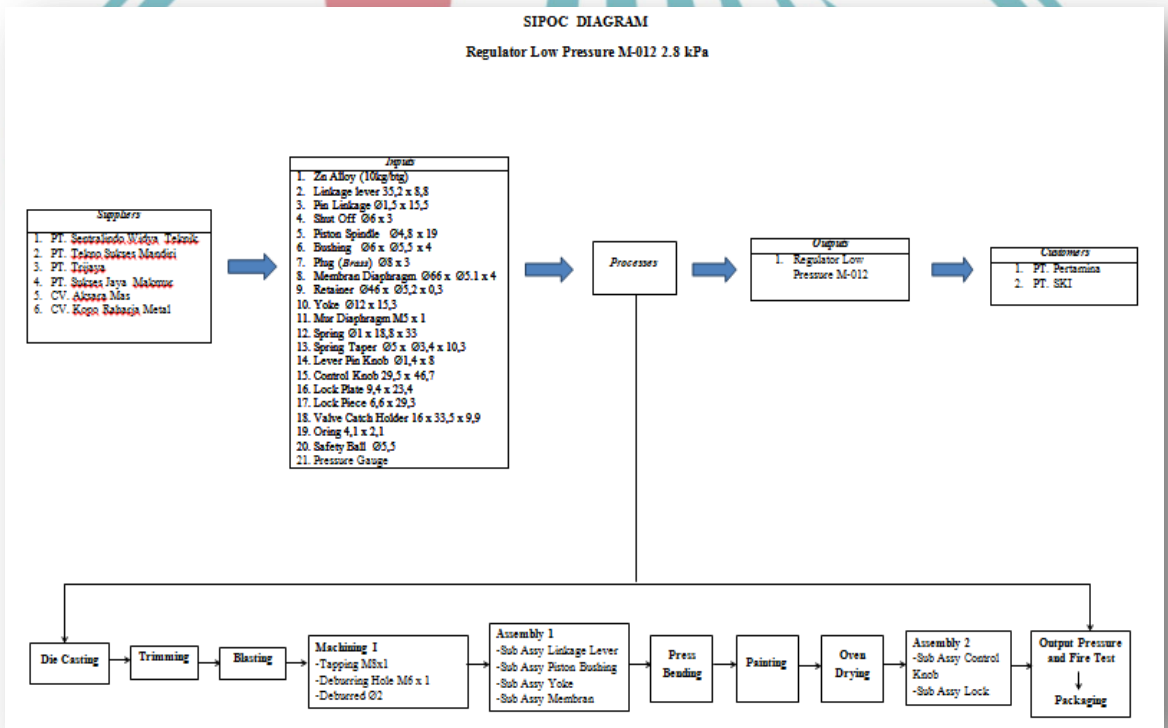 SIPOC DIAGRAM
Regulator Low Pressure M-012 2.8 kPa
Suppliers
1. PT. Sentralindo Widya Teknik
2. PT. Tekno Sukses Mandiri
3. PT. Trijaya
4. PT. Sukses Jaya Makmur
5. CV. Aksara Mas
6. CV. Kopo Raharja Metal
Inputs
1. Zn Alloy (10kg/btg)
2. Linkage lever 35,2 x 8,8
3. Pin Linkage Ø1,5 x 15,5
4. Shut Off Ø6 x 3
5. Piston Spindle Ø4,8 x 19
6. Bushing Ø6 x Ø5,5 x 4
7. Plug (Brass) Ø8 x 3
8. Membran Diaphragm Ø66 x Ø5.1 x 4
9. Retainer Ø46 x Ø5,2 x 0,3
10. Yoke Ø12 x 15,3
11. Mur Diaphragm M5 x 1
12. Spring Ø1 x 18,8 x 33
13. Spring Taper Ø5 x Ø3,4 x 10,3
14. Lever Pin Knob Ø1,4 x 8
15. Control Knob 29,5 x 46,7
16. Lock Plate 9,4 x 23,4
17. Lock Piece 6,6 x 29,3
18. Valve Catch Holder 16 x 33,5 x 9,9
19. Oring 4,1 x 2,1
20. Safety Ball Ø5,5
21. Pressure Gauge
Processes
Outputs
1. Regulator Low
Pressure M-012
Customers
1. PT. Pertamina
2. PT. SKI
Die Casting
Trimming
Blasting
Machining I
-Tapping M8x1
-Deburring Hole M6 x 1
-Deburred Ø2
Assembly 1
-Sub Assy Linkage Lever
-Sub Assy Piston Bushing
-Sub Assy Yoke
-Sub Assy Membran
Press
Bending
Painting
Oven
Drying
Assembly 2
-Sub Assy Control
Knob
-Sub Assy Lock
Output Pressure
and Fire Test
Packaging